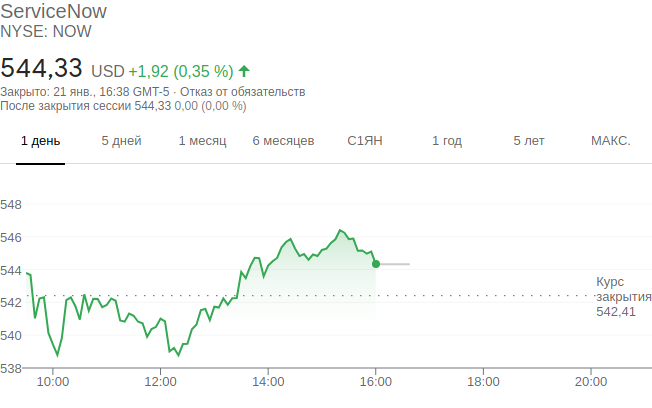 ServiceNow
NYSE: NOW
544,33 USD +1,92 (0,35 %)
Закрыто: 21 янв., 16:38 GMT-5 · Отказ от обязательств
После закрытия сессии 544,33 0,00 (0,00 %)
1 день 5 дней 1 месяц 6 месяцев С1ЯН 1 год 5 лет МАКС.
548
546
544
542
540
538
Курс
закрытия
542,41
10:00 12:00 14:00 16:00 18:00 20:00